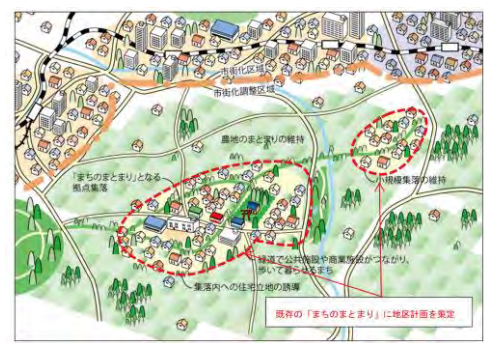 市街化区域
市街化調整区域
農地のまとまりの維持
「まちのまとまり」となる
拠点集落
小規模集落の維持
緑道で公共施設や商業施設がつながり、
歩いて暮らせるまち
集落内への住宅立地の誘導
既存の「まちのまとまり」に地区計画を策定